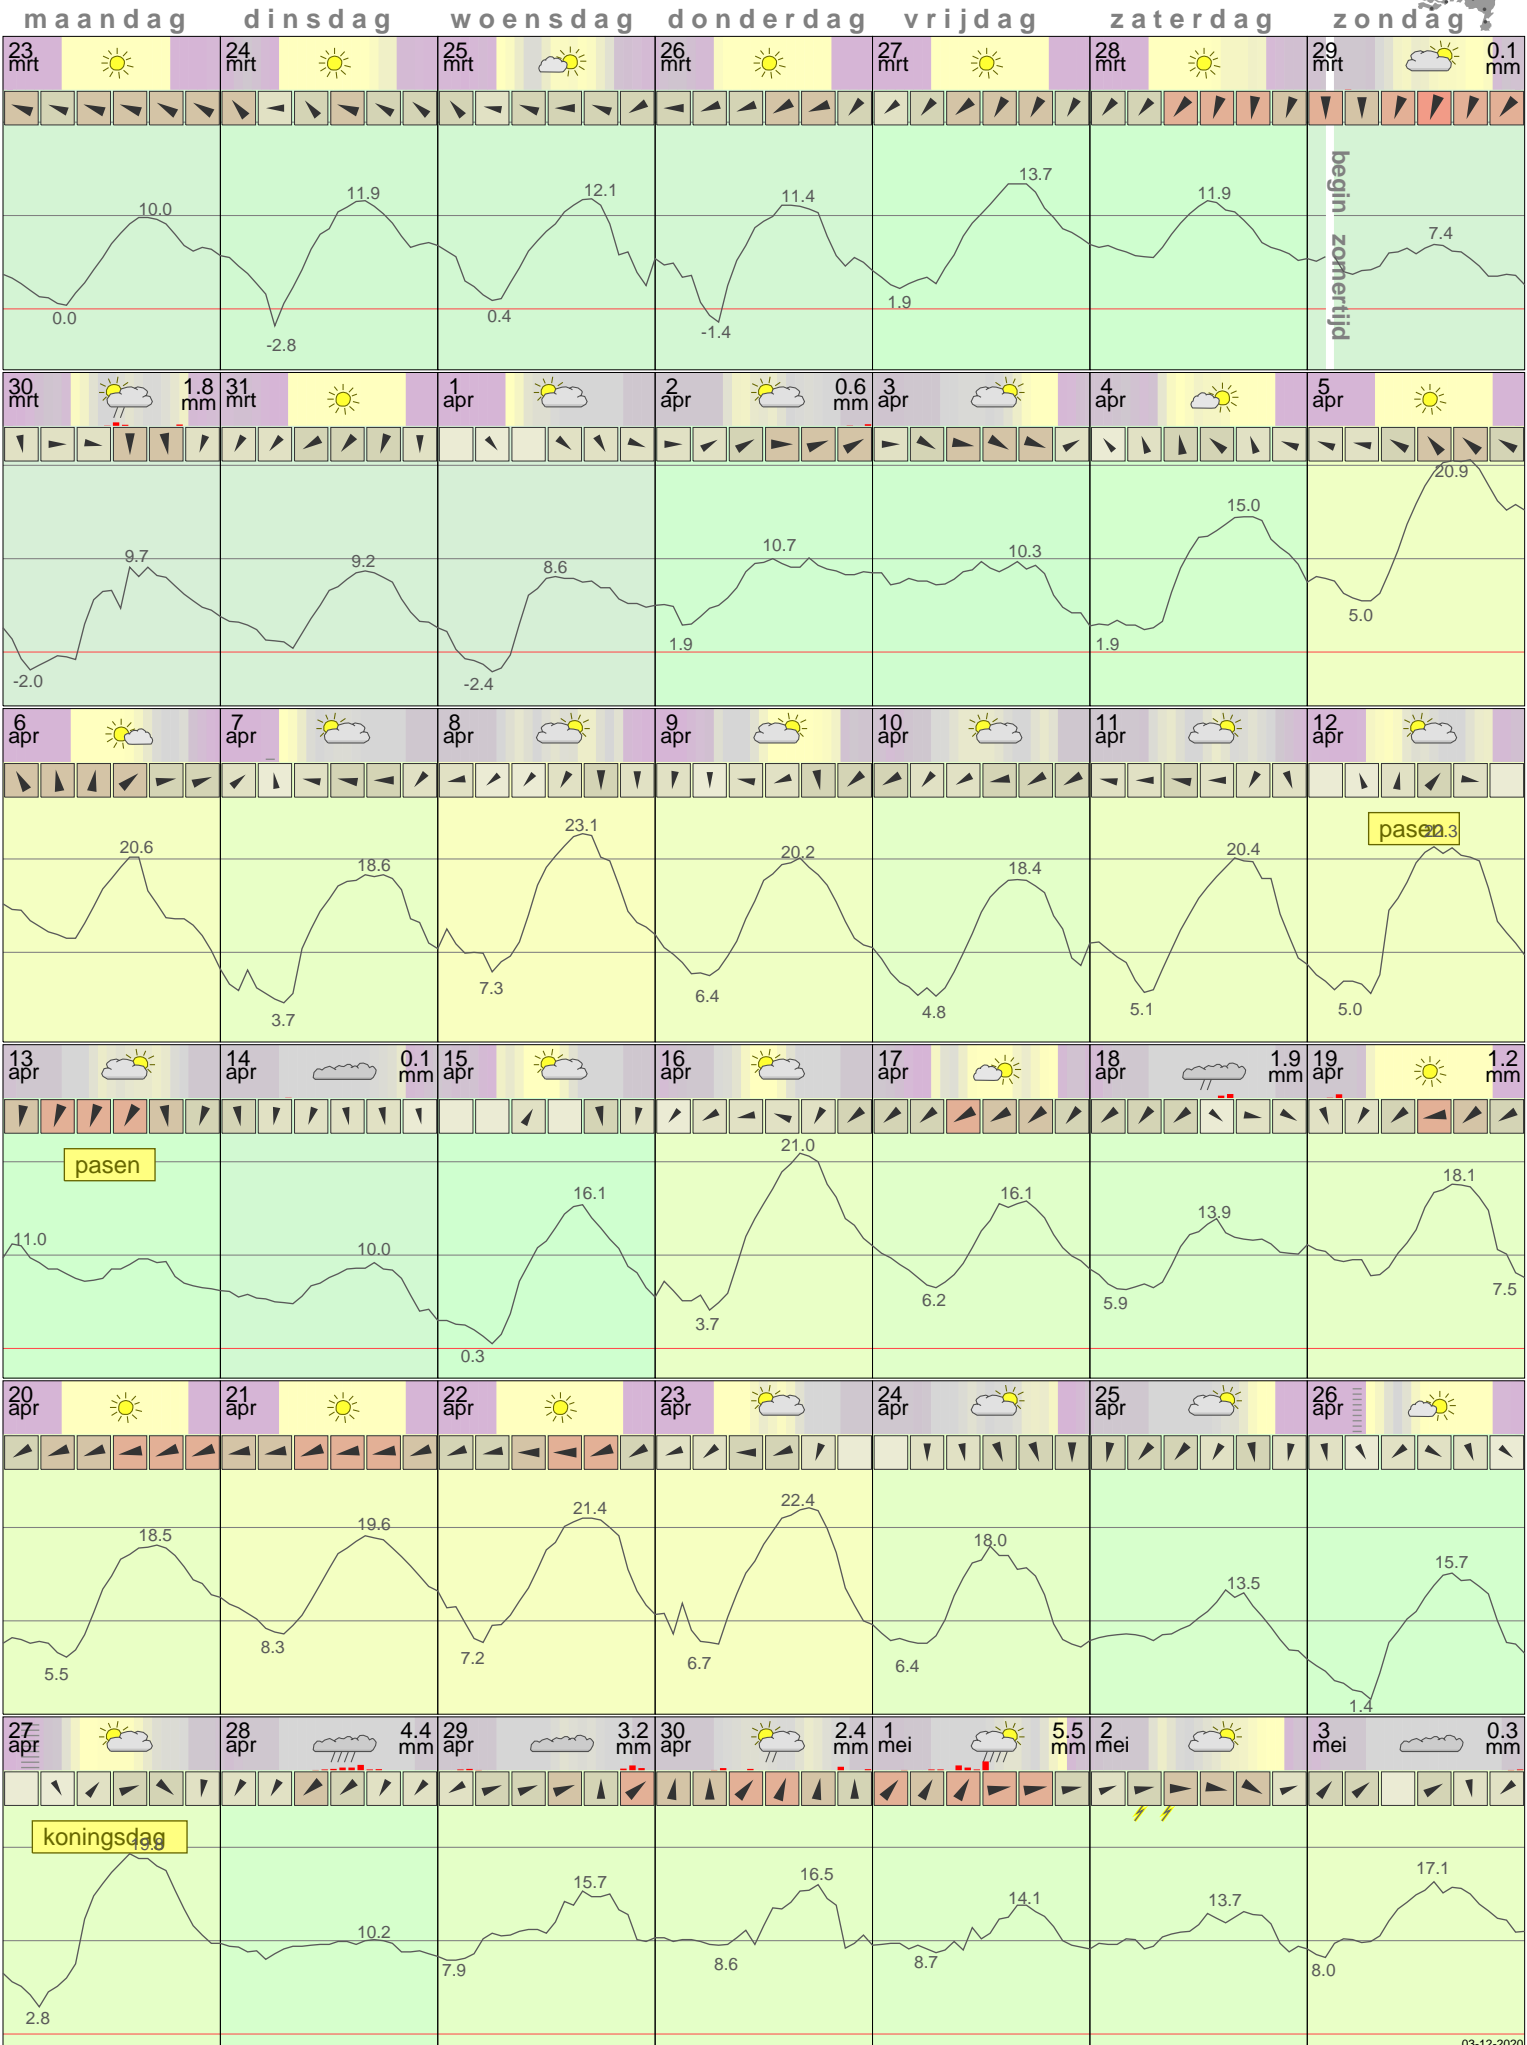 maandag dinsdag woensdag donderdag vrijdag zaterdag zondag
23 mrt 24 mrt 25 mrt 26 mrt 27 mrt 28 mrt 29 mrt 0.1 mm
begin zomertijd
10.0 11.9 12.1 11.4 13.7 11.9 7.4
0.0 -2.8 0.4 -1.4 1.9
30 mrt 1.8 mm 31 mrt 1 apr 2 apr 0.6 mm 3 apr 4 apr 5 apr
9.7 9.2 8.6 10.7 10.3 15.0 20.9
-2.0 -2.4 1.9 1.9 5.0
6 apr 7 apr 8 apr 9 apr 10 apr 11 apr 12 apr
pasen
20.6 18.6 23.1 20.2 18.4 20.4
3.7 7.3 6.4 4.8 5.1 5.0
13 apr 14 apr 0.1 mm 15 apr 16 apr 17 apr 18 apr 1.9 mm 19 apr 1.2 mm
pasen
11.0 10.0 16.1 21.0 16.1 13.9 18.1
0.3 3.7 6.2 5.9 7.5
20 apr 21 apr 22 apr 23 apr 24 apr 25 apr 26 apr
18.5 19.6 21.4 22.4 18.0 13.5 15.7
5.5 8.3 7.2 6.7 6.4 1.4
27 apr 28 apr 4.4 mm 29 apr 3.2 mm 30 apr 2.4 mm 1 mei 5.5 mm 2 mei 3 mei 0.3 mm
koningsdag
10.2 15.7 16.5 14.1 13.7 17.1
2.8 7.9 8.6 8.7 8.0
03-12-2020